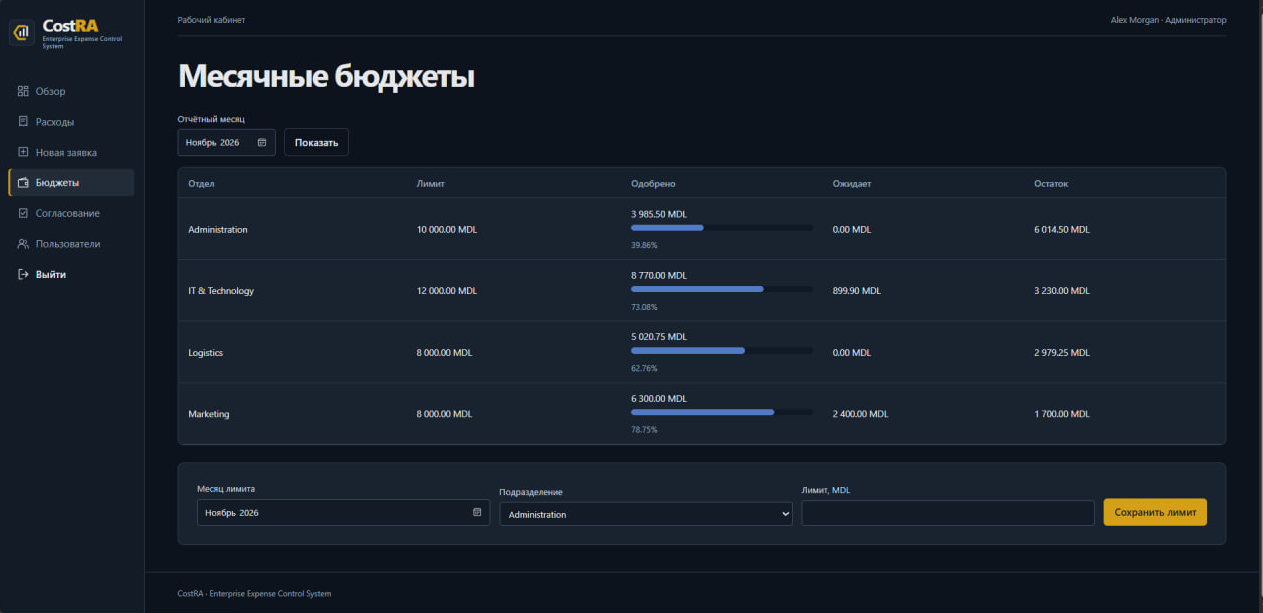 CostRA
Enterprise Expense Control
System
Рабочий кабинет
Alex Morgan · Администратор
Обзор
Расходы
Новая заявка
Бюджеты
Согласование
Пользователи
Выйти
Месячные бюджеты
Отчётный месяц
Ноябрь 2026
Показать
Отдел Лимит Одобрено Ожидает Остаток
Administration 10 000.00 MDL 3 985.50 MDL 39.86% 0.00 MDL 6 014.50 MDL
IT & Technology 12 000.00 MDL 8 770.00 MDL 73.08% 899.90 MDL 3 230.00 MDL
Logistics 8 000.00 MDL 5 020.75 MDL 62.76% 0.00 MDL 2 979.25 MDL
Marketing 8 000.00 MDL 6 300.00 MDL 78.75% 2 400.00 MDL 1 700.00 MDL
Месяц лимита
Ноябрь 2026
Подразделение
Administration
Лимит, MDL
Сохранить лимит
CostRA · Enterprise Expense Control System